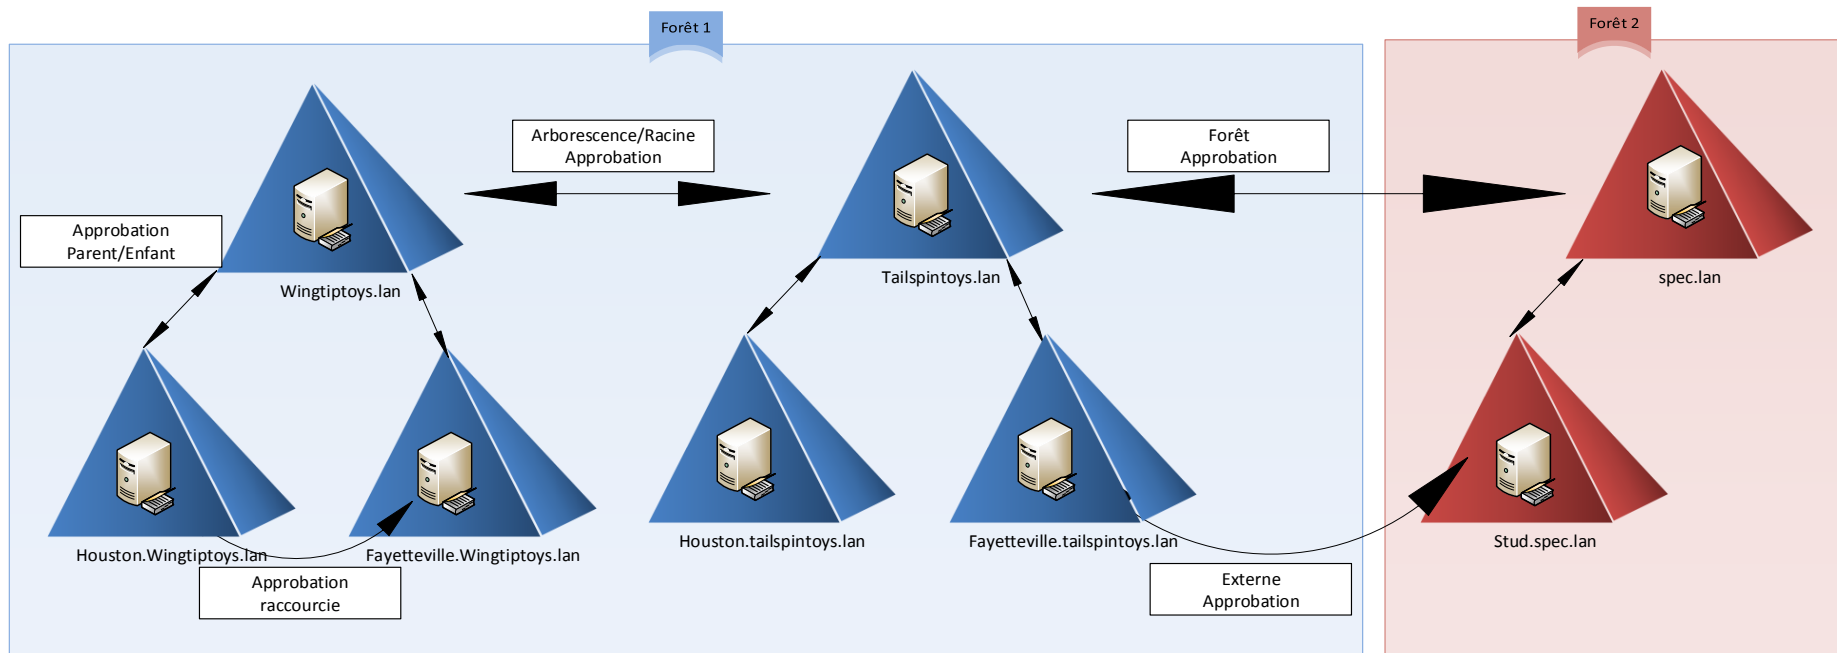 Forêt 1
Forêt 2
Arborescence/Racine
Approbation
Forêt
Approbation
Approbation
Parent/Enfant
Wingtiptoys.lan
Tailspintoys.lan
spec.lan
Houston.Wingtiptoys.lan
Fayetteville.Wingtiptoys.lan
Houston.tailspintoys.lan
Fayetteville.tailspintoys.lan
Stud.spec.lan
Approbation
raccourcie
Externe
Approbation